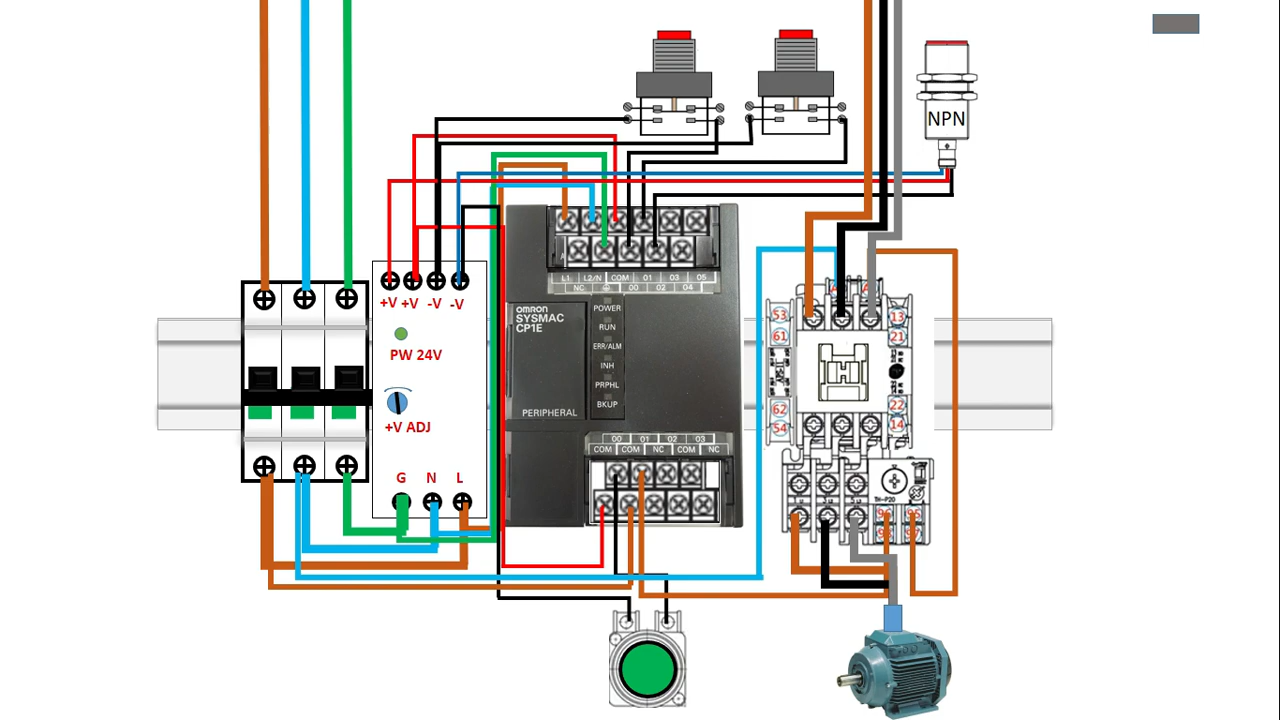 NPN
L1 L2/N COM 01 03 05
NC 00 02 04
+V +V -V -V
POWER
OMRON
SYSMAC
CP1E
RUN
ERR/ALM
INH
PRPHL
BKUP
PERIPHERAL
PW 24V
+V ADJ
G N L
00 01 02 03
COM COM NC COM NC
53
61
13
21
62
54
22
14
TH-P20